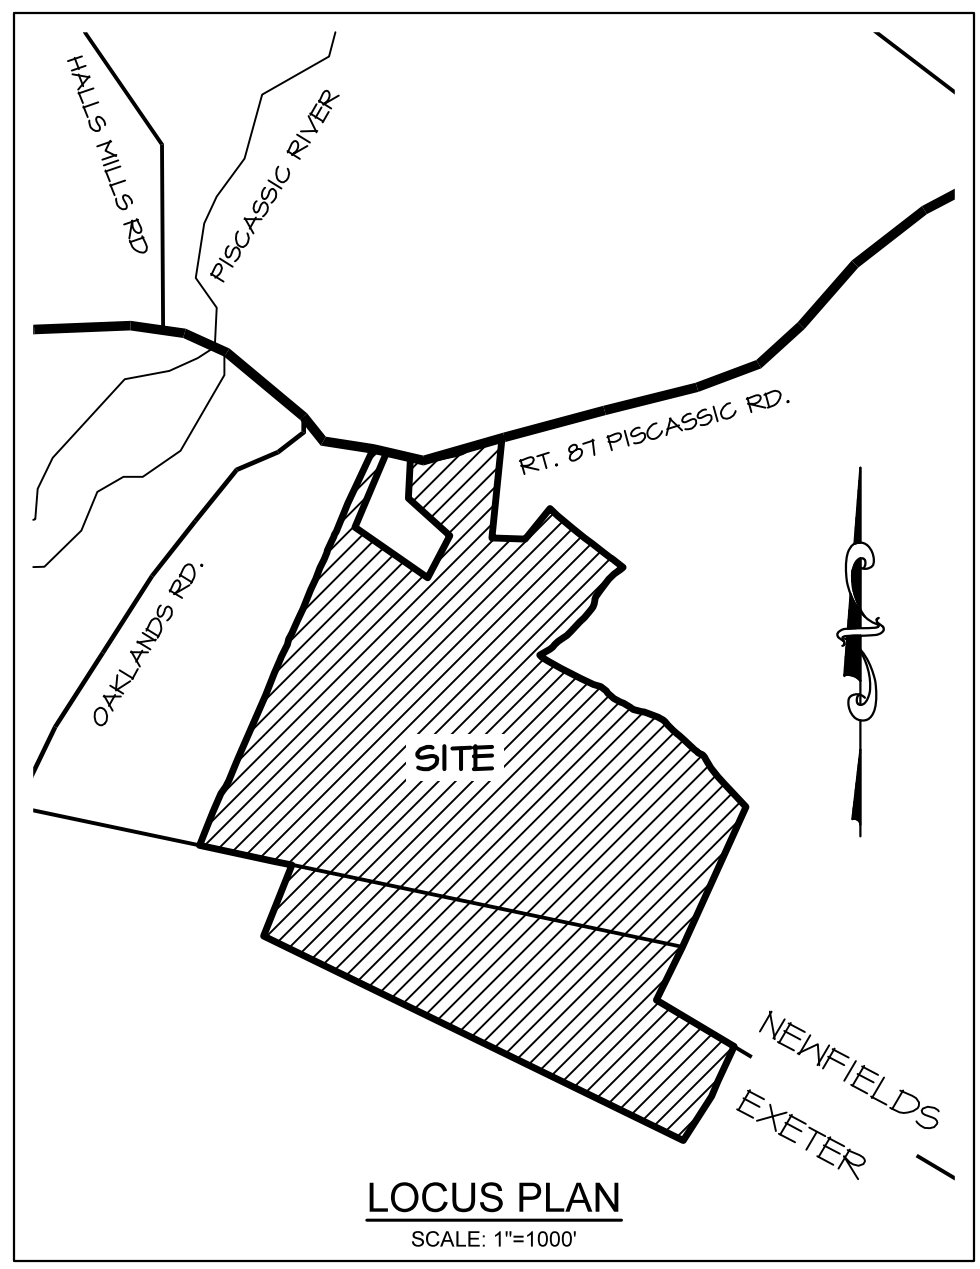 HALLS MILLS RD
PISCASSIC RIVER
RT. 87 PISCASSIC RD.
OAKLANDS RD.
SITE
NEWFIELDS
EXETER
LOCUS PLAN
SCALE: 1"=1000'